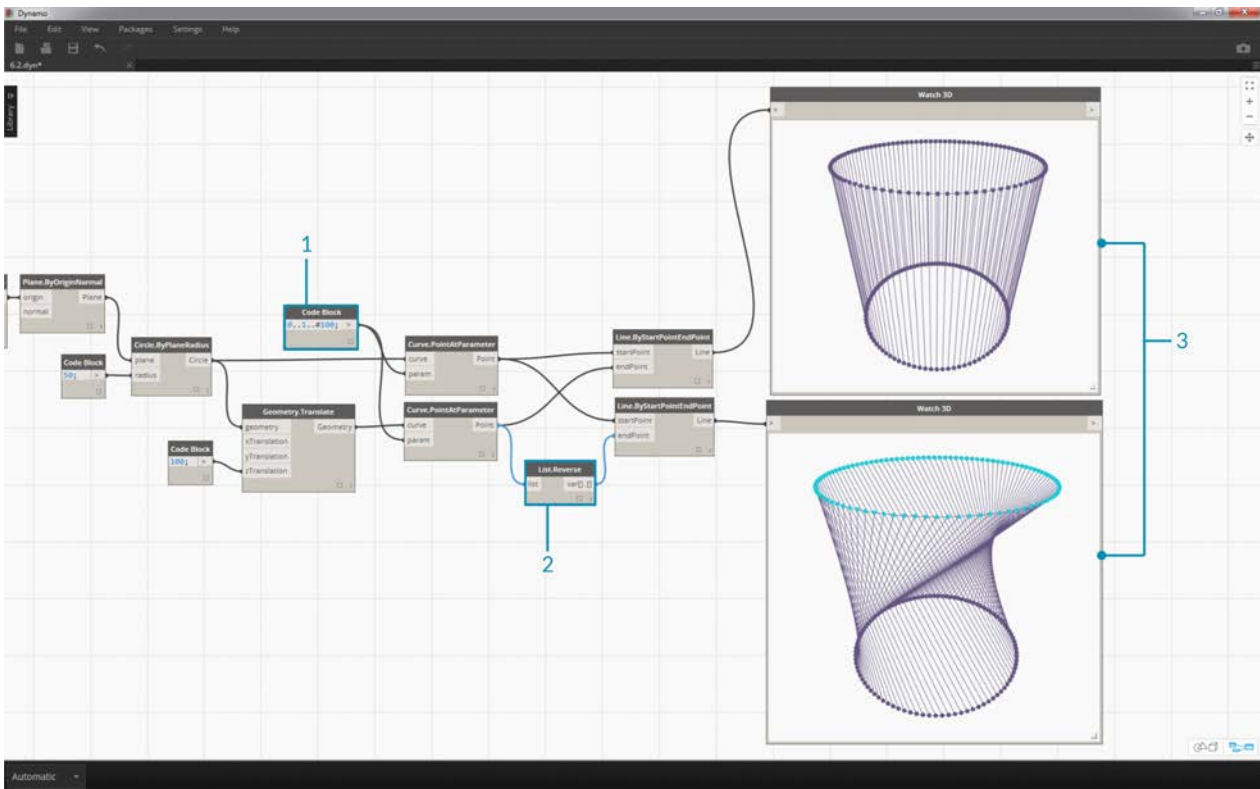 Dynamo
File Edit View Packages Settings Help
6.2.dyn*
Library
Watch 3D
> >
1
Plane.ByOriginNormal
origin Plane
normal
Code Block
0..1..#100; >
Circle.ByPlaneRadius
plane Circle
radius
Code Block
50; >
Curve.PointAtParameter
curve Point
param
Line.ByStartPointEndPoint
startPoint Line
endPoint
3
Geometry.Translate
geometry Geometry
xTranslation
yTranslation
zTranslation
Code Block
100; >
Curve.PointAtParameter
curve Point
param
Line.ByStartPointEndPoint
startPoint Line
endPoint
Watch 3D
> >
List.Reverse
list var[]..[]
2
Automatic